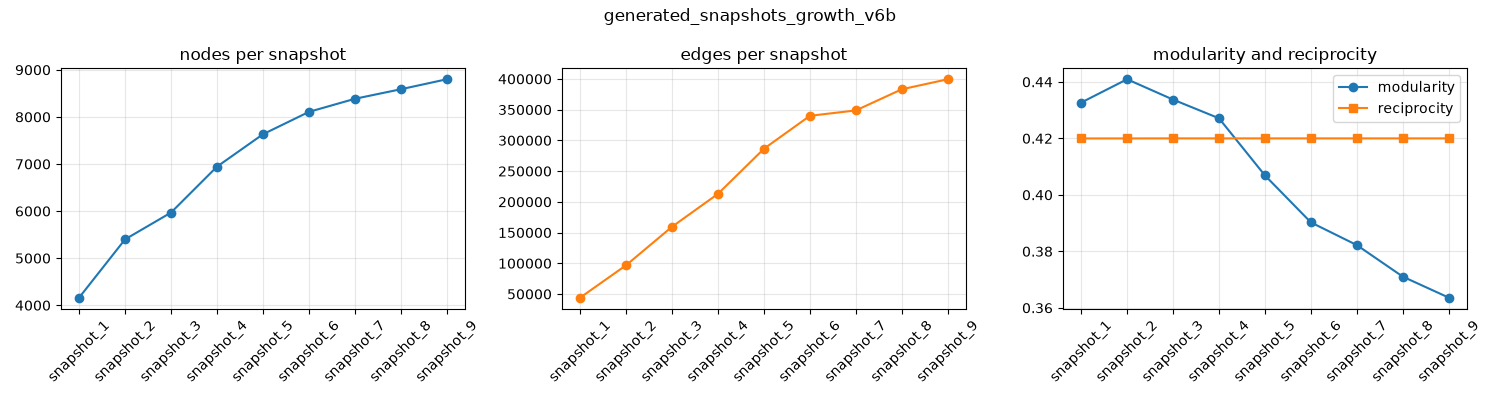 generated_snapshots_growth_v6b
nodes per snapshot
9000
8000
7000
6000
5000
4000
snapshot_1
snapshot_2
snapshot_3
snapshot_4
snapshot_5
snapshot_6
snapshot_7
snapshot_8
snapshot_9
edges per snapshot
400000
350000
300000
250000
200000
150000
100000
50000
snapshot_1
snapshot_2
snapshot_3
snapshot_4
snapshot_5
snapshot_6
snapshot_7
snapshot_8
snapshot_9
modularity and reciprocity
modularity
reciprocity
0.44
0.42
0.40
0.38
0.36
snapshot_1
snapshot_2
snapshot_3
snapshot_4
snapshot_5
snapshot_6
snapshot_7
snapshot_8
snapshot_9